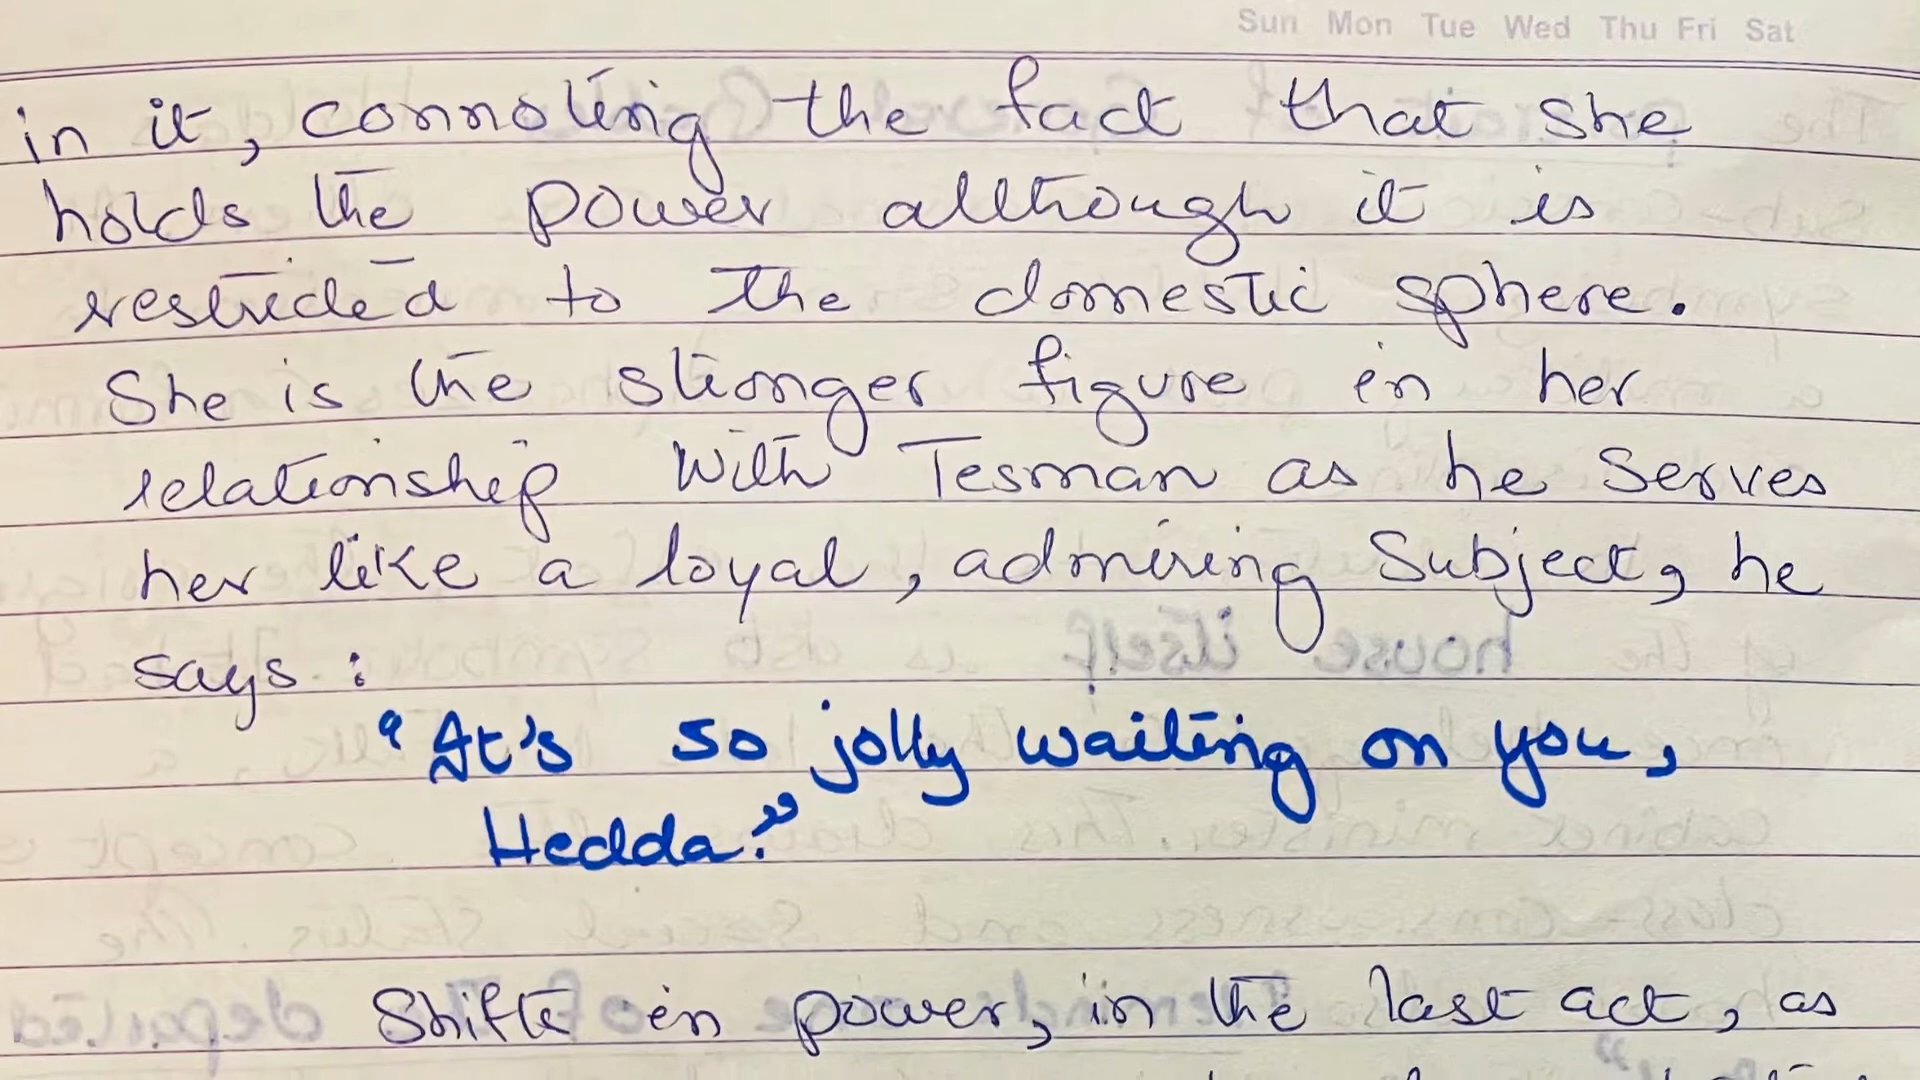 Sun Mon Tue Wed Thu Fri Sat
in it, connoting the fact that she
holds the power allthough it is
restricted to the domestic sphere.
She is the stronger figure in her
relationship with Tesman as he serves
her like a loyal, admiring subject, he
says :
"It's so jolly waiting on you,
Hedda."
Shifts in power, in the last act, as